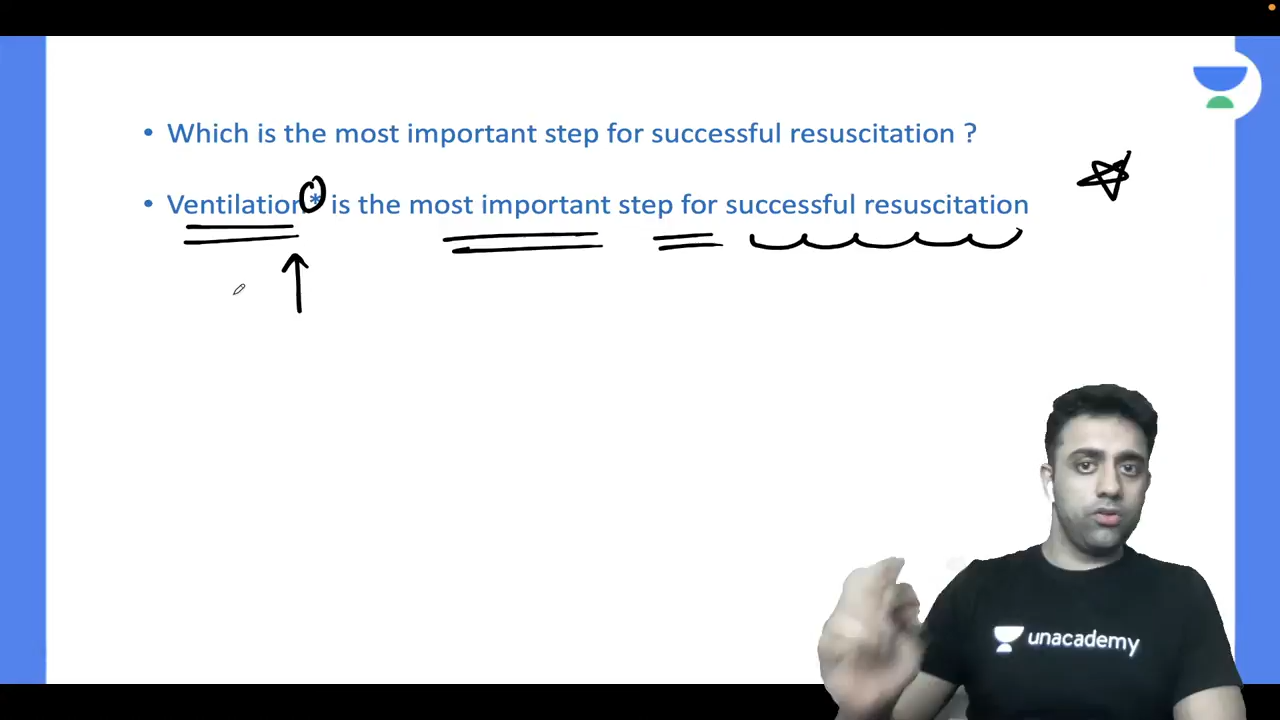 • Which is the most important step for successful resuscitation ?
• Ventilation * is the most important step for successful resuscitation
unacademy